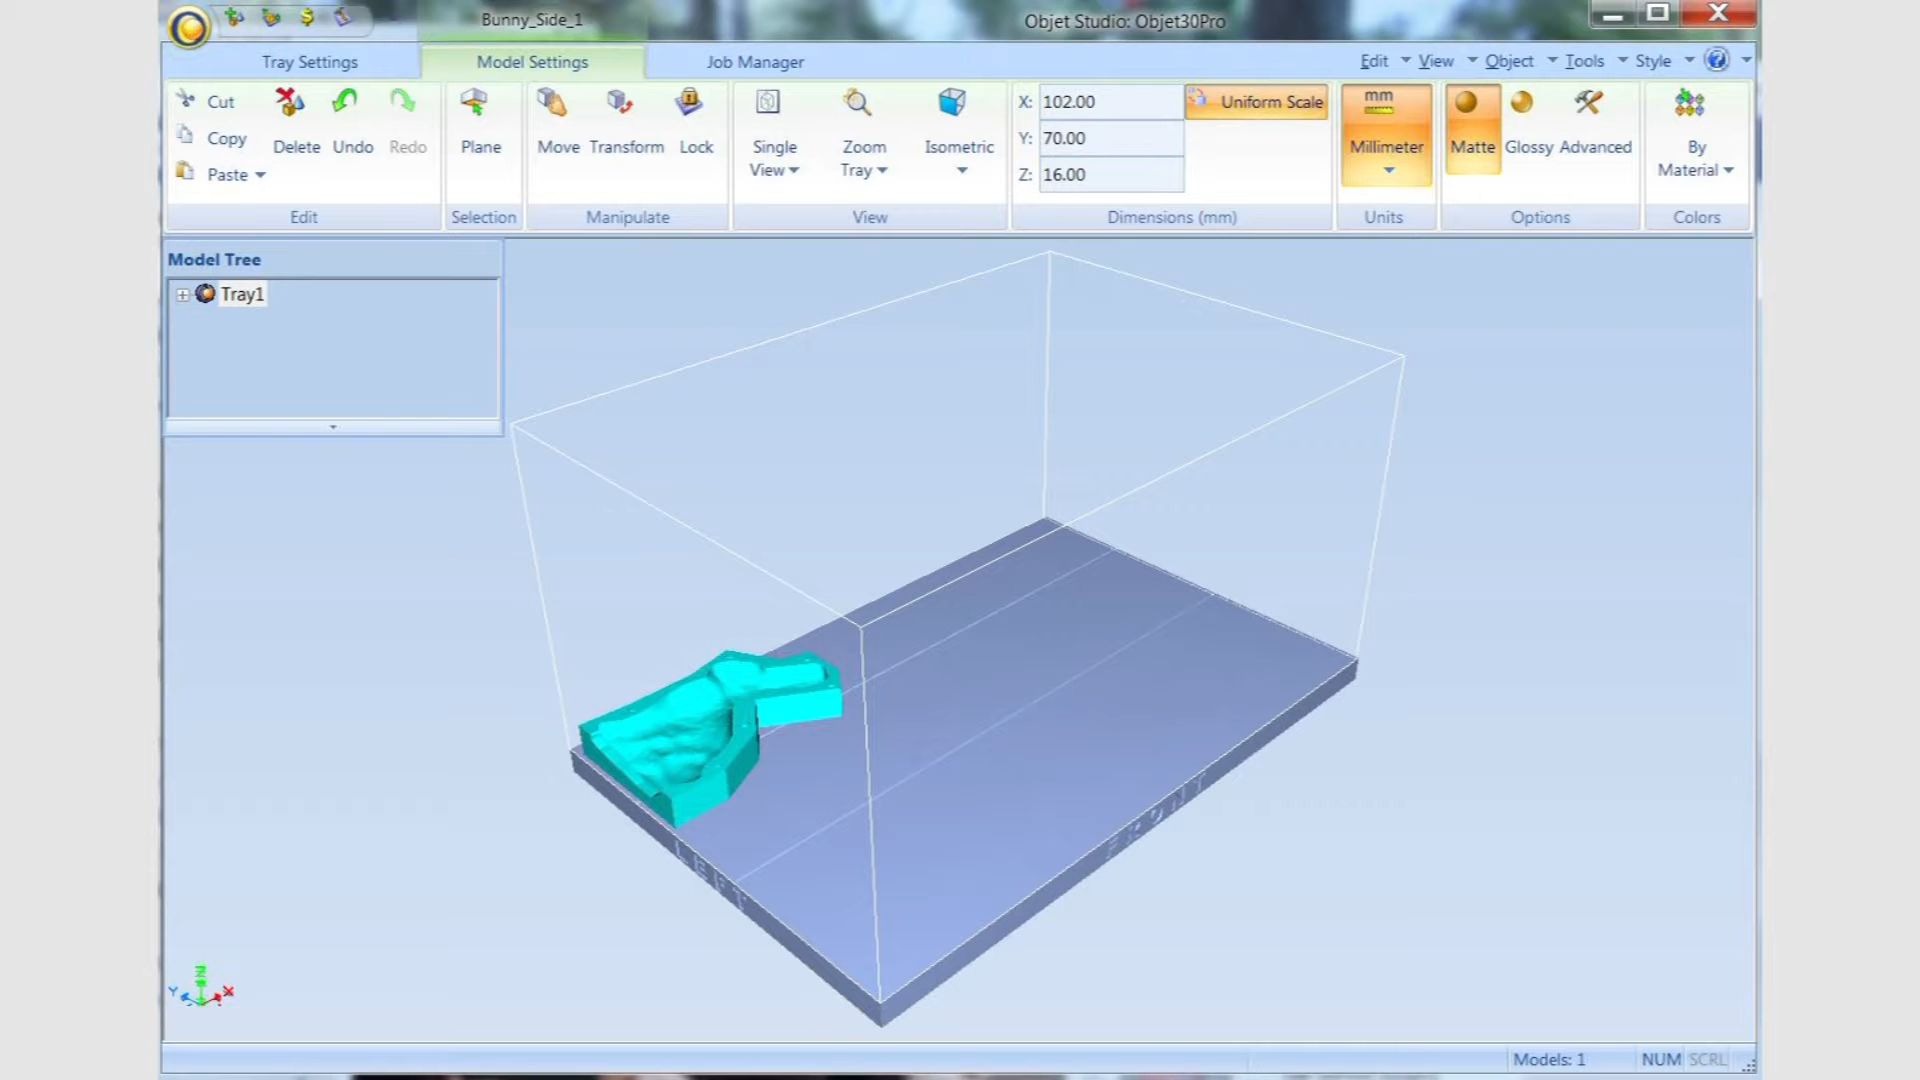 Bunny_Side_1
Objet Studio: Objet30Pro
Tray Settings
Model Settings
Job Manager
Edit
View
Object
Tools
Style
Cut
Copy
Paste
Delete
Undo
Redo
Edit
Plane
Selection
Move
Transform
Lock
Manipulate
Single
View
Zoom
Tray
Isometric
View
X: 102.00
Y: 70.00
Z: 16.00
Uniform Scale
Dimensions (mm)
mm
Millimeter
Units
Matte
Glossy
Advanced
Options
By
Material
Colors
Model Tree
Tray1
LEFT
FRONT
Z
Y
X
Models: 1
NUM
SCRL